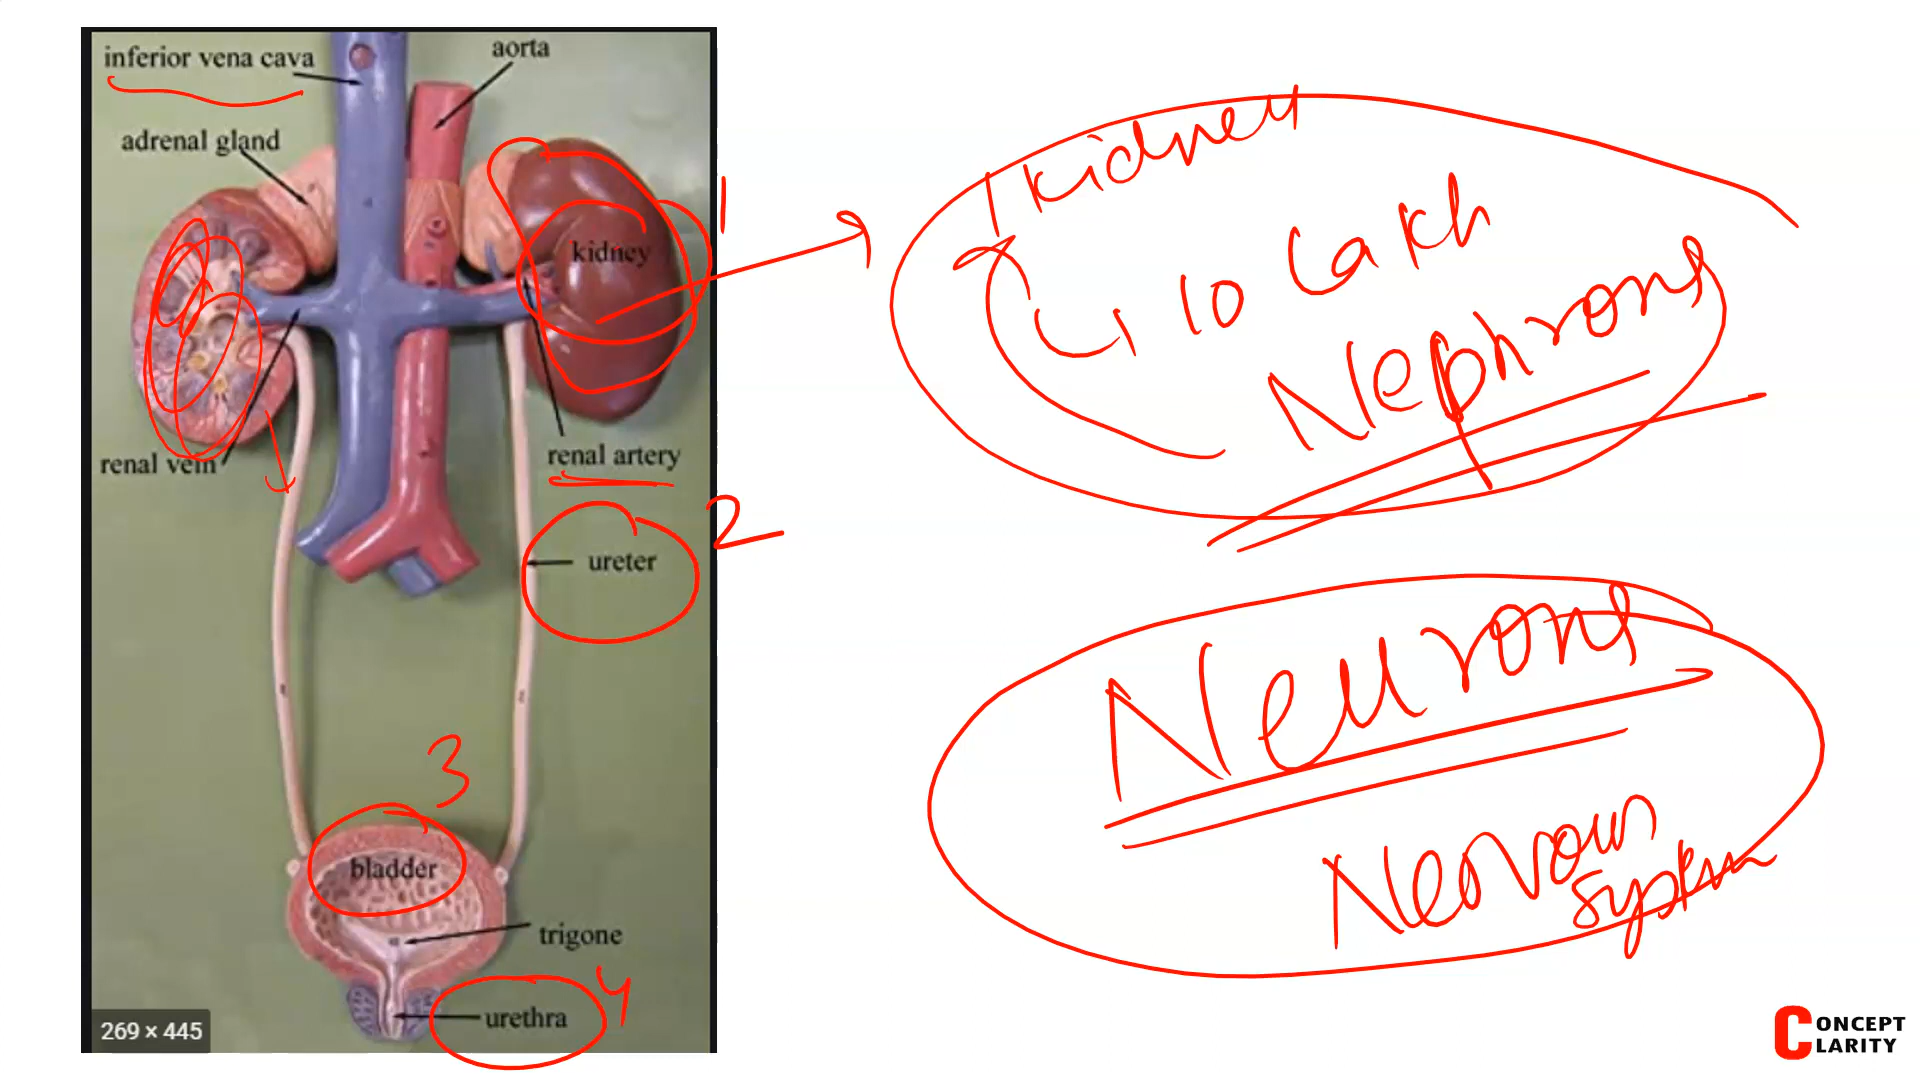 inferior vena cava
aorta
adrenal gland
kidney
1
renal vein
renal artery
2
ureter
3
bladder
trigone
urethra
4
269 × 445
1 kidney
10 Lakh
Nephrons
Neurons
Nervous
system
CONCEPT
CLARITY